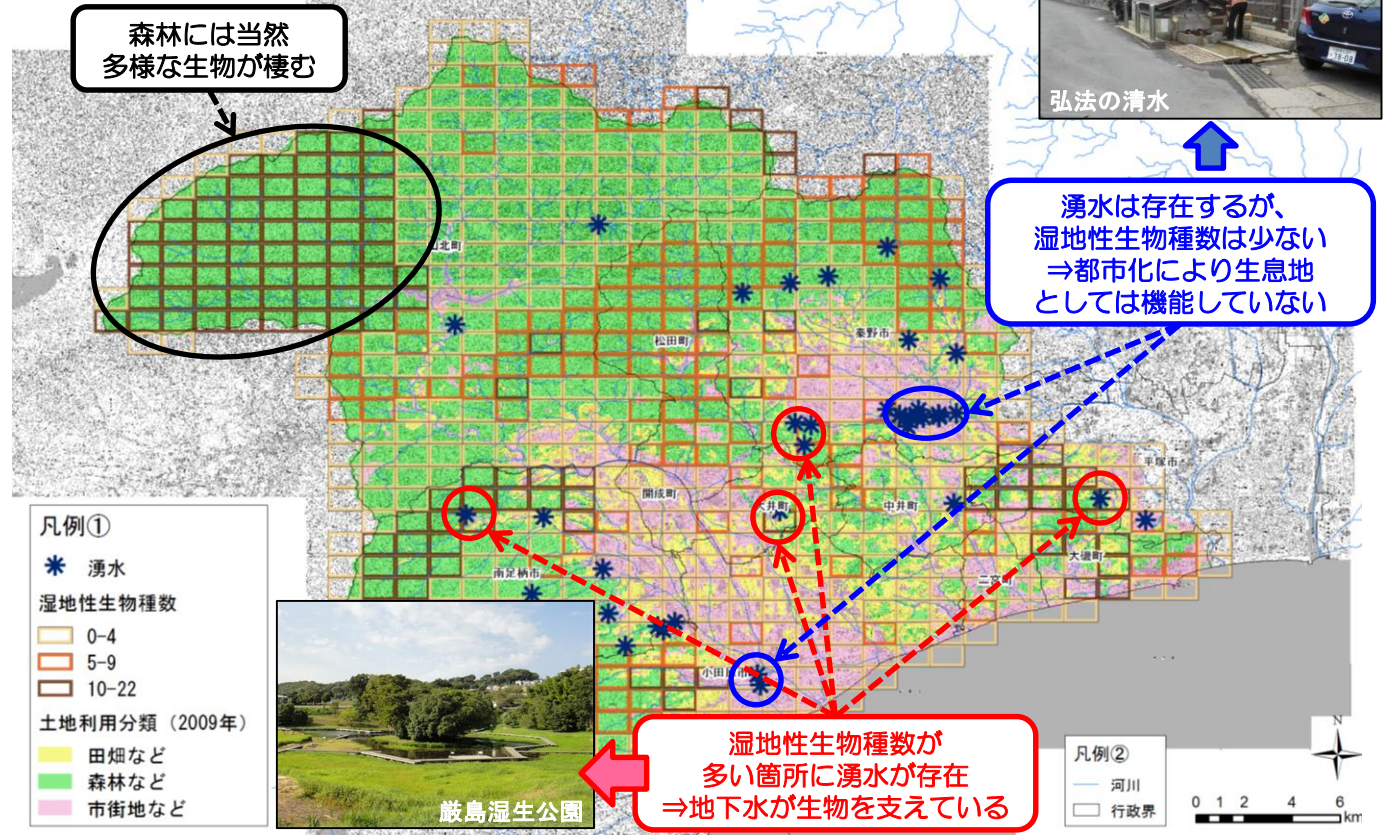 森林には当然
多様な生物が棲む
弘法の清水
湧水は存在するが、
湿地性生物種数は少ない
⇒都市化により生息地
としては機能していない
山北町
松田町
秦野市
平塚市
開成町
大井町
中井町
大磯町
南足柄市
二宮町
小田原市
凡例①
湧水
湿地性生物種数
0-4
5-9
10-22
土地利用分類（2009年）
田畑など
森林など
市街地など
厳島湿生公園
湿地性生物種数が
多い箇所に湧水が存在
⇒地下水が生物を支えている
凡例②
河川
行政界
N
0 1 2 4 6
km